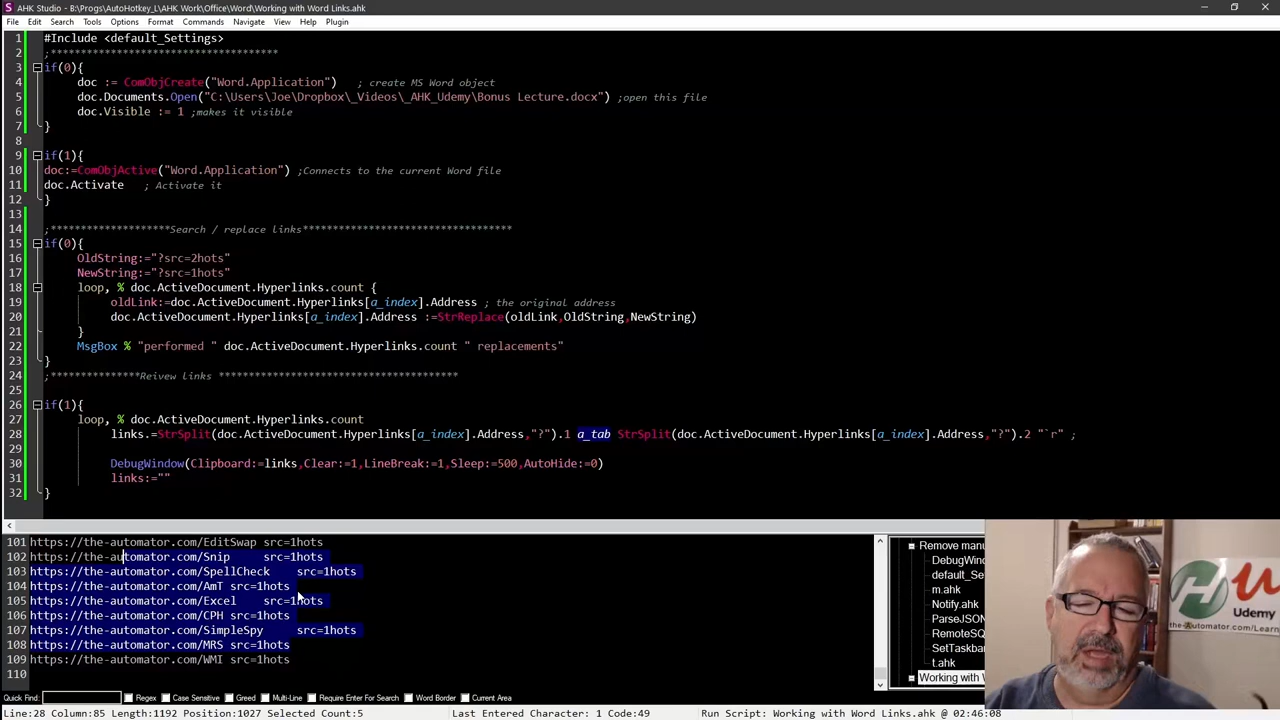 AHK Studio - B:\Progs\AutoHotkey_L\AHK Work\Office\Word\Working with Word Links.ahk
File Edit Search Tools Options Format Macros Commands Navigate View Help Plugin
1 #Include <default_Settings>
2 ;**************************************
3 if(0){
4 doc := ComObjCreate("Word.Application") ; create MS Word object
5 doc.Documents.Open("C:\Users\Joe\Dropbox\_Videos\_AHK_Udemy\Bonus Lecture.docx") ;open this file
6 doc.Visible := 1 ;makes it visible
7 }
8
9 if(1){
10 doc:=ComObjActive("Word.Application") ;Connects to the current Word file
11 doc.Activate ; Activate it
12 }
13
14 ;********************Search / replace links*******************************
15 if(0){
16 OldString:="?src=2hots"
17 NewString:="?src=1hots"
18 loop, % doc.ActiveDocument.Hyperlinks.count {
19 oldLink:=doc.ActiveDocument.Hyperlinks[a_index].Address ; the original address
20 doc.ActiveDocument.Hyperlinks[a_index].Address :=StrReplace(oldLink,OldString,NewString)
21 }
22 MsgBox % "performed " doc.ActiveDocument.Hyperlinks.count " replacements"
23 }
24 ;***************Reivew links ****************************************
25
26 if(1){
27 loop, % doc.ActiveDocument.Hyperlinks.count
28 links.=StrSplit(doc.ActiveDocument.Hyperlinks[a_index].Address,"?").1 a_tab StrSplit(doc.ActiveDocument.Hyperlinks[a_index].Address,"?").2 "`r" ;
29
30 DebugWindow(Clipboard:=links,Clear:=1,LineBreak:=1,Sleep:=500,AutoHide:=0)
31 links:=""
32 }
101 https://the-automator.com/EditSwap src=1hots
102 https://the-automator.com/Snip src=1hots
103 https://the-automator.com/SpellCheck src=1hots
104 https://the-automator.com/AmT src=1hots
105 https://the-automator.com/Excel src=1hots
106 https://the-automator.com/CPH src=1hots
107 https://the-automator.com/SimpleSpy src=1hots
108 https://the-automator.com/MRS src=1hots
109 https://the-automator.com/WMI src=1hots
110
Remove manu
DebugWind
default_Se
m.ahk
Notify.ahk
ParseJSON
RemoteSQ
SetTaskba
t.ahk
Working with W
Udemy
the-Automator.com/Learn
Quick Find: Regex Case Sensitive Greed Multi-Line Require Enter For Search Word Border Current Area
Line:28 Column:85 Length:1192 Position:1027 Selected Count:5 Last Entered Character: 1 Code:49 Run Script: Working with Word Links.ahk @ 02:46:08